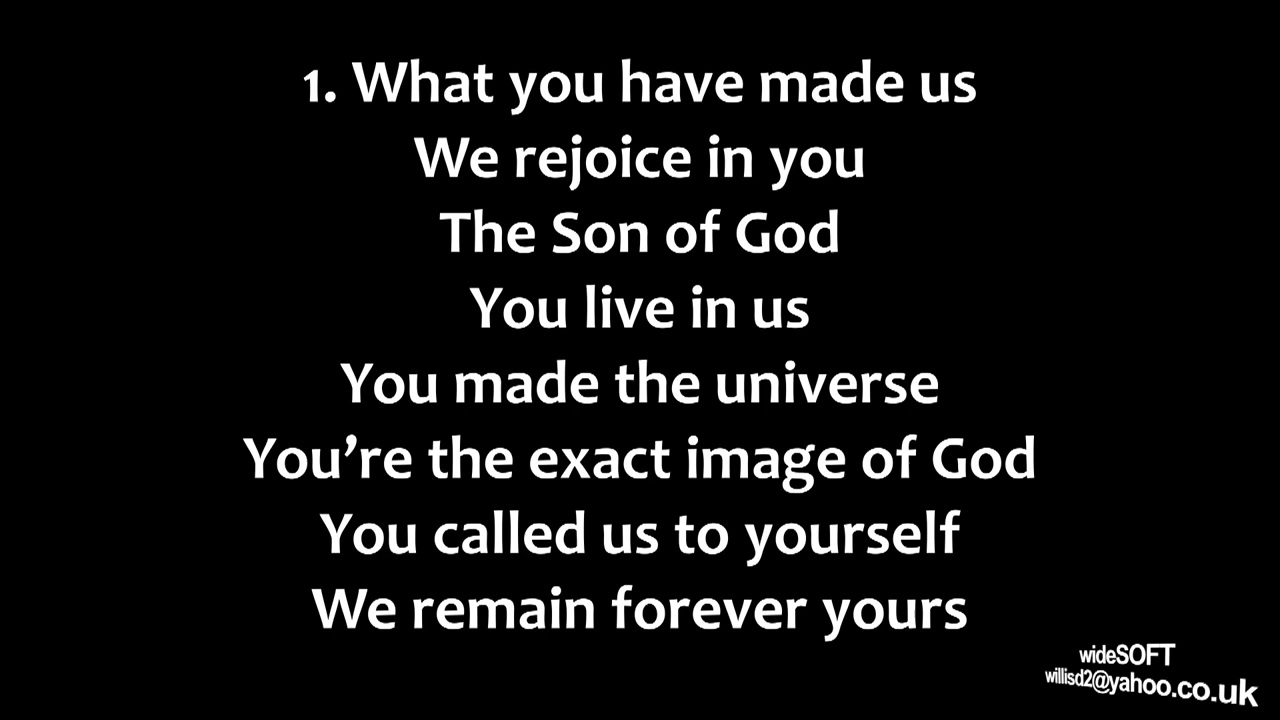 1. What you have made us
We rejoice in you
The Son of God
You live in us
You made the universe
You’re the exact image of God
You called us to yourself
We remain forever yours
wideSOFT
willisd2@yahoo.co.uk